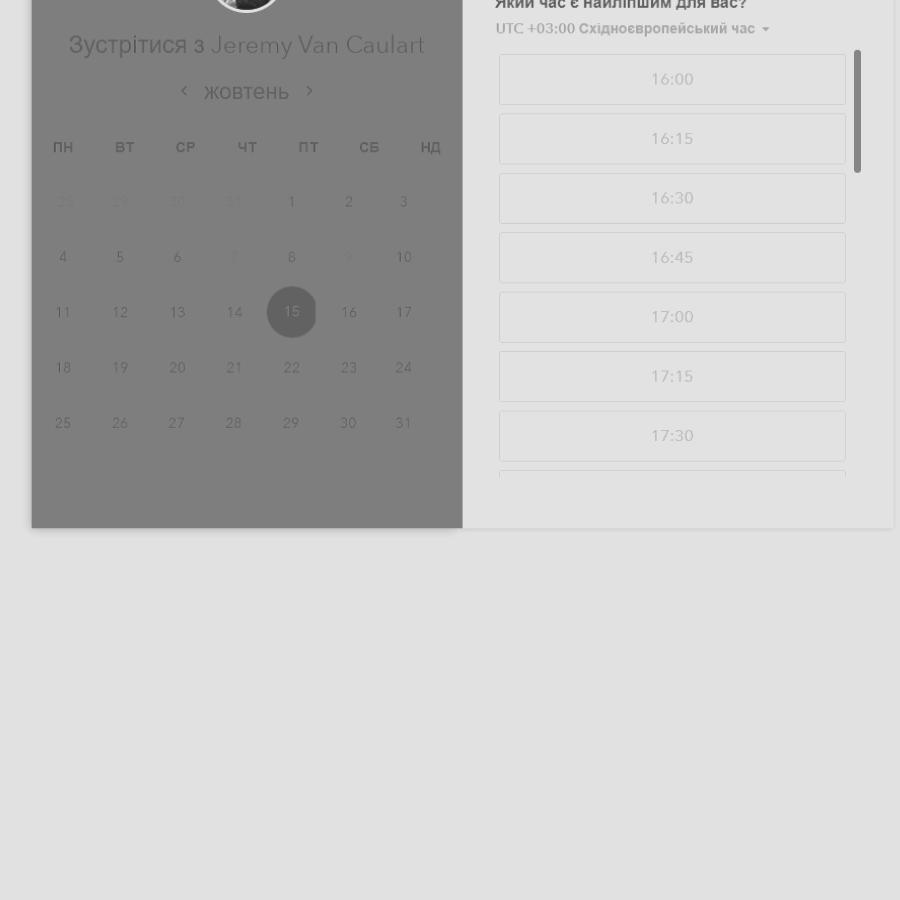 Зустрітися з Jeremy Van Caulart
жовтень
ПН ВТ СР ЧТ ПТ СБ НД
28 29 30 31 1 2 3
4 5 6 7 8 9 10
11 12 13 14 15 16 17
18 19 20 21 22 23 24
25 26 27 28 29 30 31
Який час є найліпшим для вас?
UTC +03:00 Східноєвропейський час
16:00
16:15
16:30
16:45
17:00
17:15
17:30